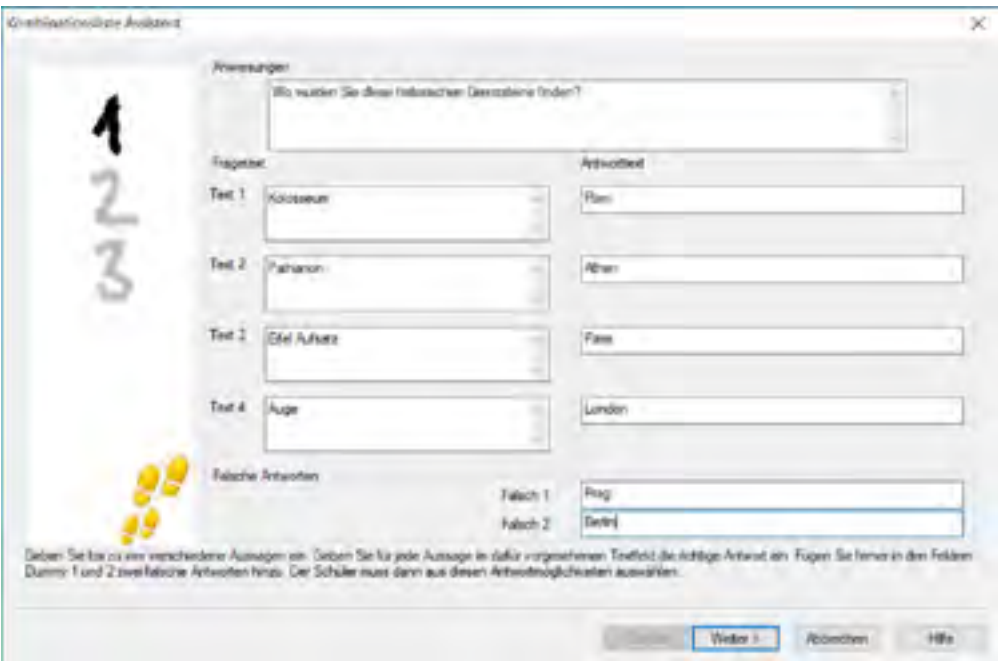 Kombinationsliste Assistent
Anweisungen
Wo würden Sie diese historischen finden?
1
2
3
Fragetext
Antworttext
Text 1
Kolosseum
Rom
Text 2
Athen
Text 3
Eifel Aufsatz
Paris
Text 4
Auge
London
Falsche Antworten
Falsch 1
Prag
Falsch 2
Berlin
Geben Sie bis zu vier verschiedene Aussagen ein. Geben Sie für jede Aussage im dafür vorgesehenen Textfeld die richtige Antwort ein. Fügen Sie ferner in den Feldern
Dummy 1 und 2 zwei falsche Antworten hinzu. Der Schüler muss dann aus diesen Antwortmöglichkeiten auswählen.
Weiter >
Abbrechen
Hilfe